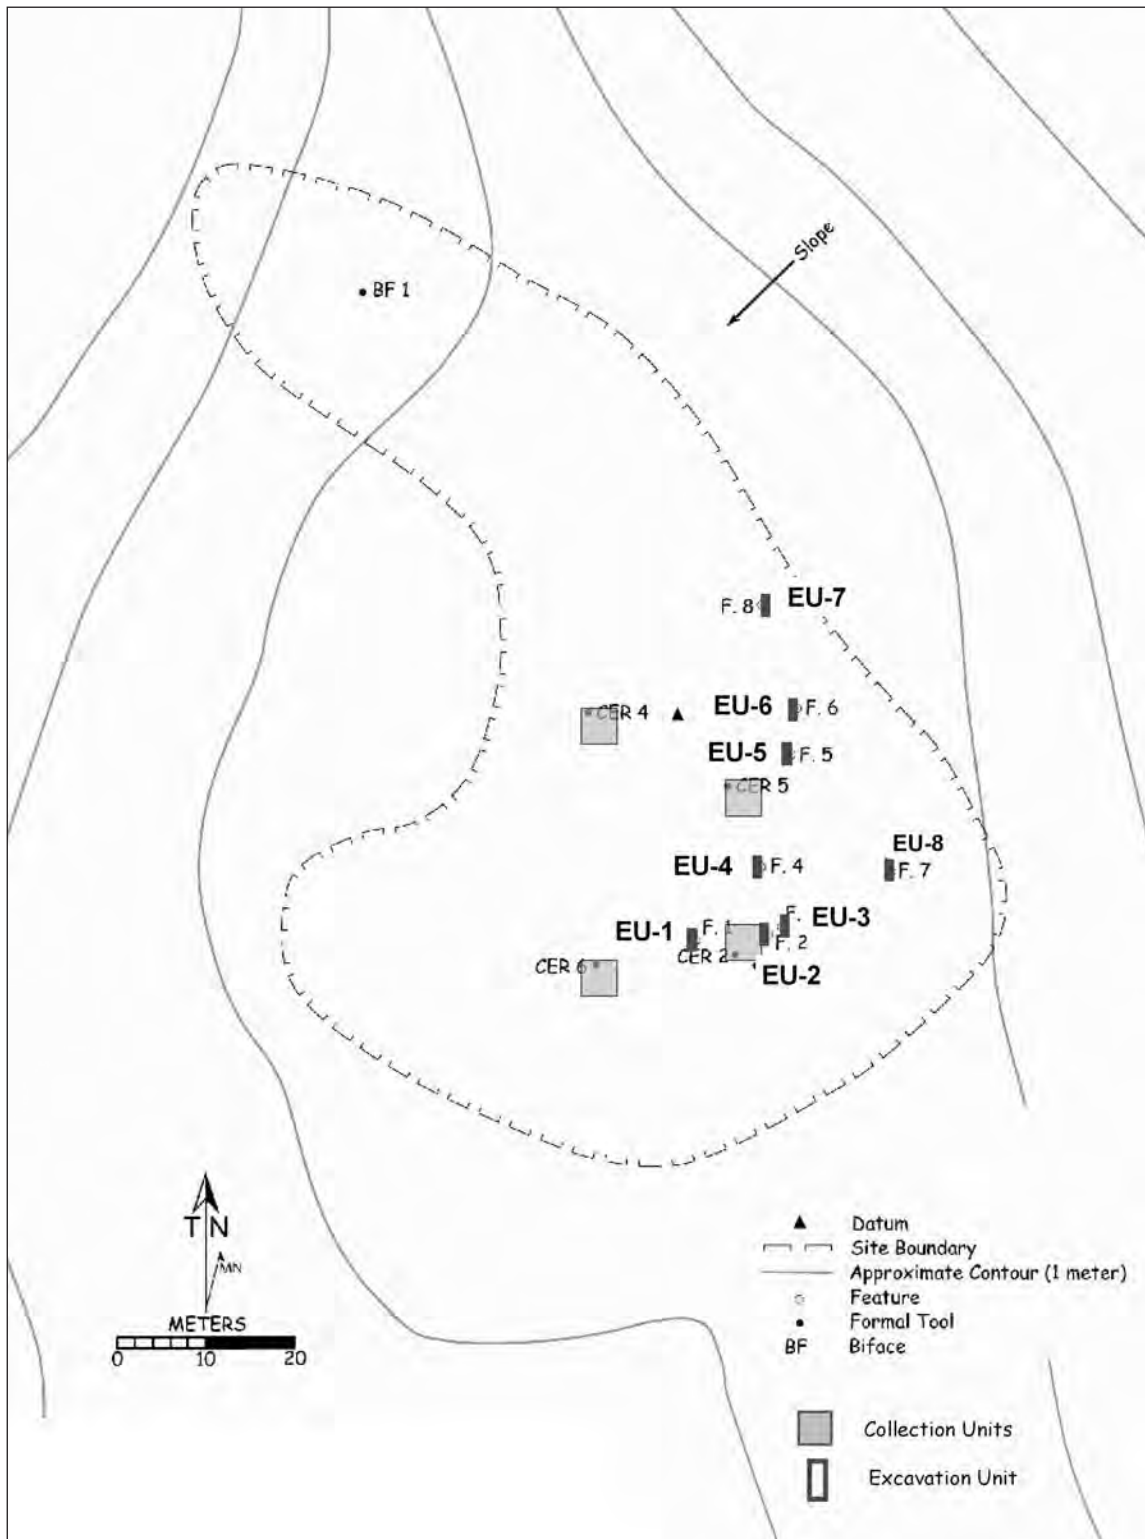 Slope
BF 1
F. 8 EU-7
CER 4
EU-6 F. 6
EU-5 F. 5
CER 5
EU-8
EU-4 F. 4 F. 7
F. EU-3
EU-1 F. 1 F. 2
CER 2
CER 6 EU-2
T N
MN
METERS
0 10 20
Datum
Site Boundary
Approximate Contour (1 meter)
Feature
Formal Tool
BF Biface
Collection Units
Excavation Unit